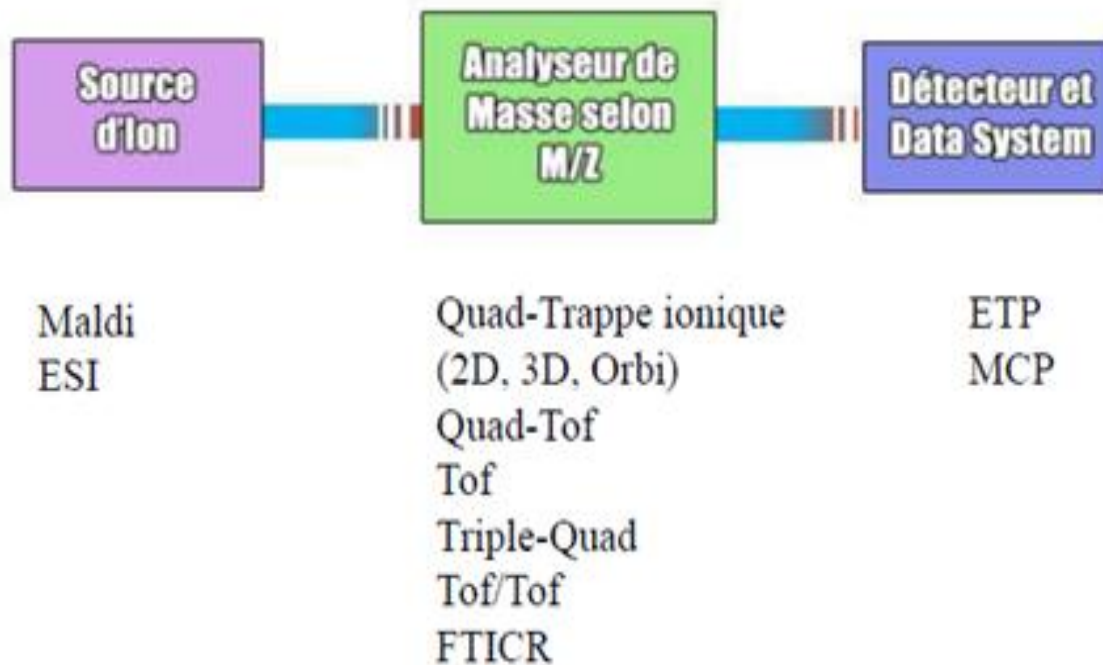 Source
d'Ion
Analyseur de
Masse selon
M/Z
Détecteur et
Data System
Maldi
ESI
Quad-Trappe ionique
(2D, 3D, Orbi)
Quad-Tof
Tof
Triple-Quad
Tof/Tof
FTICR
ETP
MCP